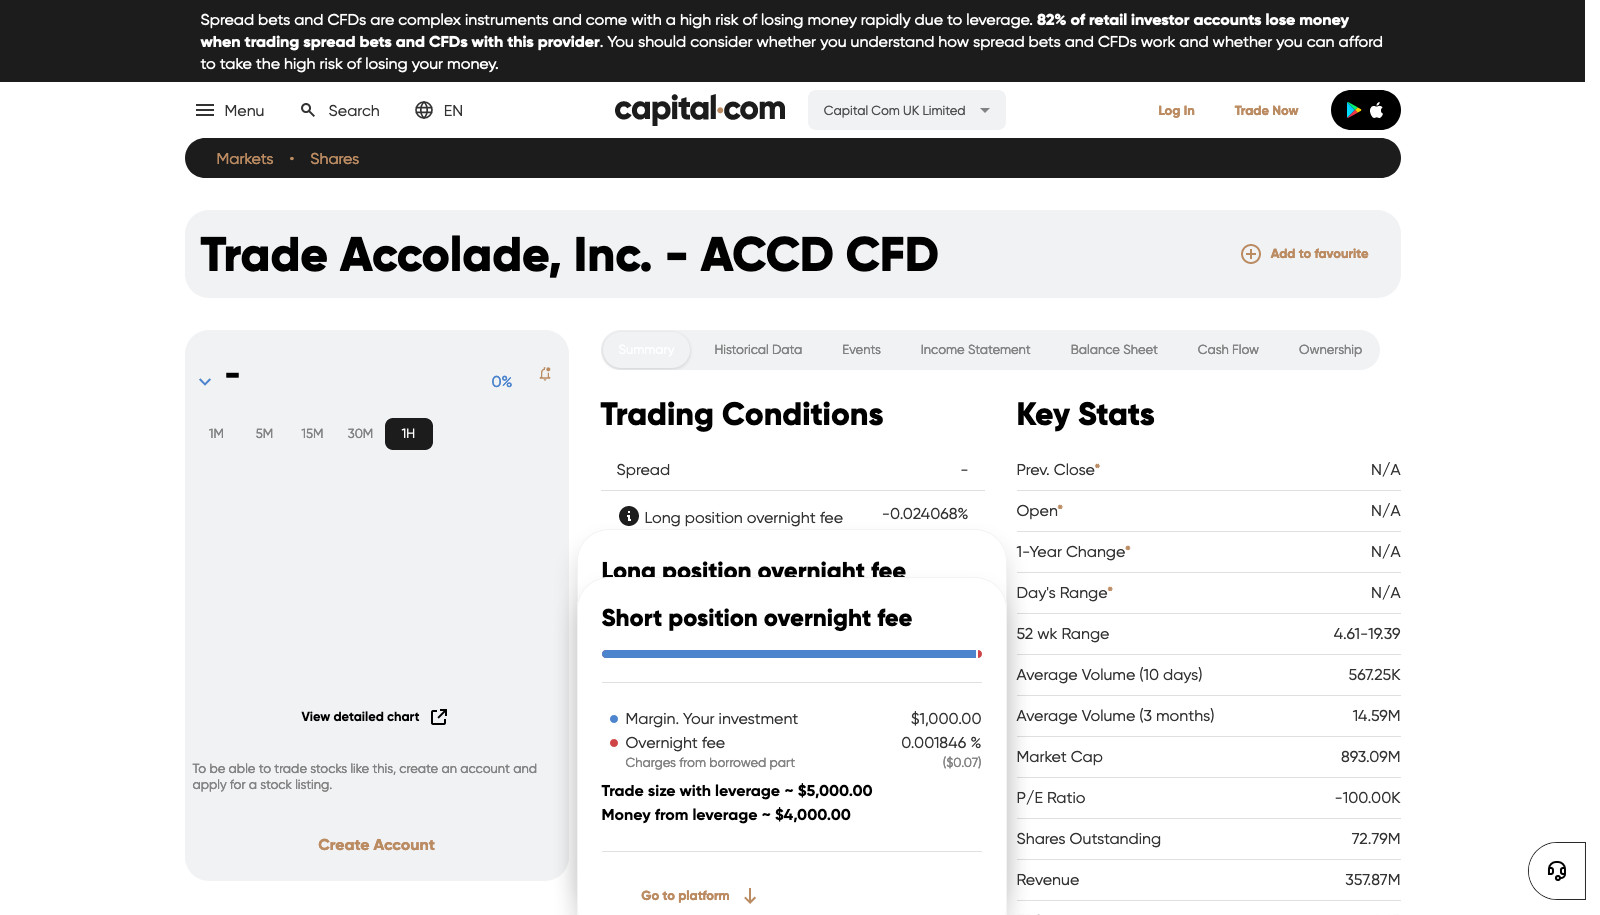 Spread bets and CFDs are complex instruments and come with a high risk of losing money rapidly due to leverage. 82% of retail investor accounts lose money
when trading spread bets and CFDs with this provider. You should consider whether you understand how spread bets and CFDs work and whether you can afford
to take the high risk of losing your money.
Menu
Search
EN
capital.com
Capital Com UK Limited
Log In
Trade Now
Markets
Shares
Trade Accolade, Inc. - ACCD CFD
Add to favourite
-
0%
1M
5M
15M
30M
1H
View detailed chart
To be able to trade stocks like this, create an account and
apply for a stock listing.
Create Account
Summary
Historical Data
Events
Income Statement
Balance Sheet
Cash Flow
Ownership
Trading Conditions
Spread -
Long position overnight fee -0.024068%
Long position overnight fee
Short position overnight fee
Margin. Your investment $1,000.00
Overnight fee 0.001846 %
Charges from borrowed part ($0.07)
Trade size with leverage ~ $5,000.00
Money from leverage ~ $4,000.00
Go to platform
Key Stats
Prev. Close* N/A
Open* N/A
1-Year Change* N/A
Day's Range* N/A
52 wk Range 4.61-19.39
Average Volume (10 days) 567.25K
Average Volume (3 months) 14.59M
Market Cap 893.09M
P/E Ratio -100.00K
Shares Outstanding 72.79M
Revenue 357.87M